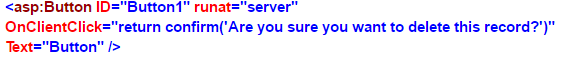 <asp:Button ID="Button1" runat="server"
OnClientClick="return confirm('Are you sure you want to delete this record?')"
Text="Button" />